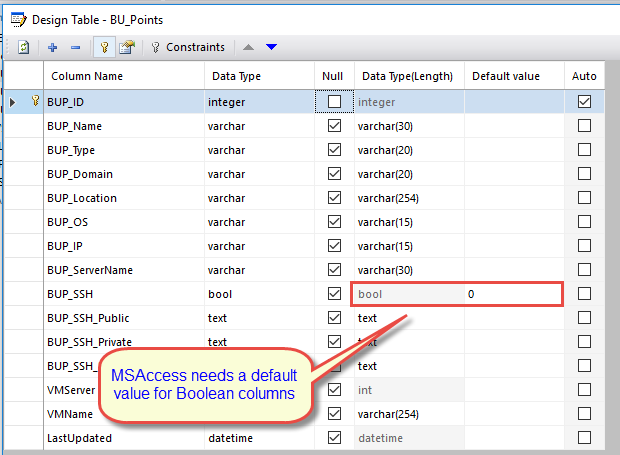 Design Table - BU_Points
Constraints
Column Name Data Type Null Data Type(Length) Default value Auto
BUP_ID integer integer
BUP_Name varchar varchar(30)
BUP_Type varchar varchar(20)
BUP_Domain varchar varchar(20)
BUP_Location varchar varchar(254)
BUP_OS varchar varchar(15)
BUP_IP varchar varchar(15)
BUP_ServerName varchar varchar(30)
BUP_SSH bool bool 0
BUP_SSH_Public text text
BUP_SSH_Private text text
BUP_SSH_ text
VMServer int
VMName varchar(254)
LastUpdated datetime datetime
MSAccess needs a default
value for Boolean columns